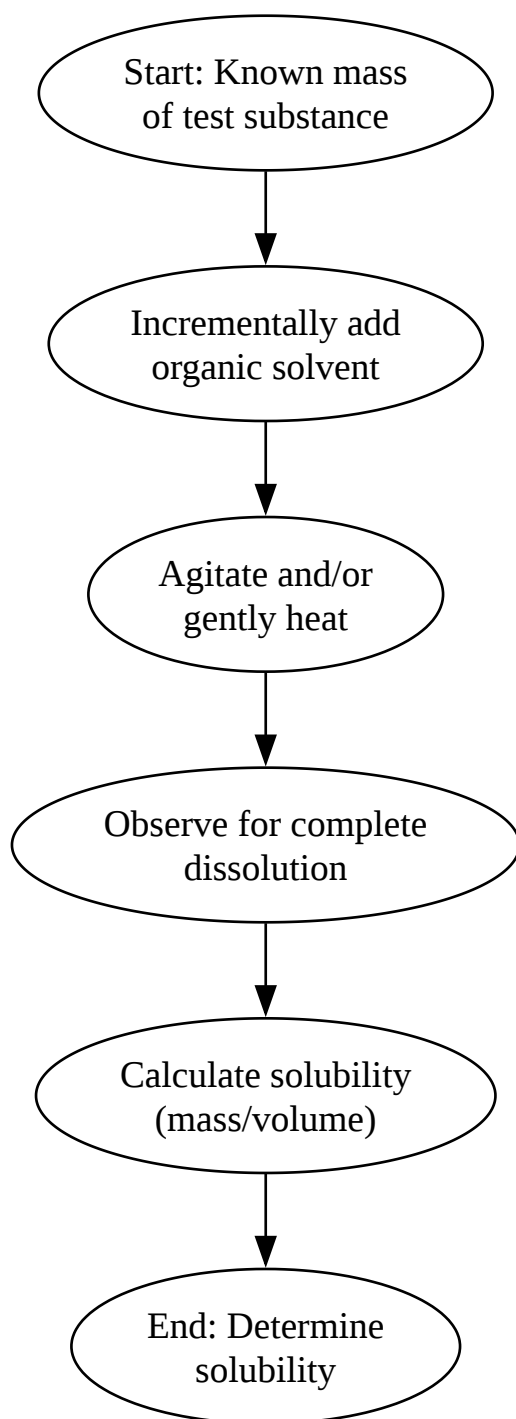 Start: Known mass
of test substance
Incrementally add
organic solvent
Agitate and/or
gently heat
Observe for complete
dissolution
Calculate solubility
(mass/volume)
End: Determine
solubility